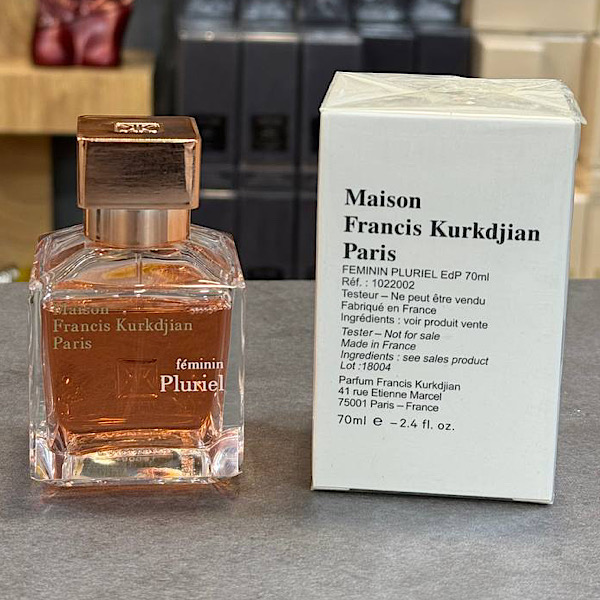 Maison
Francis Kurkdjian
Paris
féminin
Pluriel
Maison
Francis Kurkdjian
Paris
FEMININ PLURIEL EdP 70ml
Réf. : 1022002
Testeur – Ne peut être vendu
Fabriqué en France
Ingrédients : voir produit vente
Tester – Not for sale
Made in France
Ingredients : see sales product
Lot :18004
Parfum Francis Kurkdjian
41 rue Etienne Marcel
75001 Paris – France
70ml ℮ – 2.4 fl. oz.